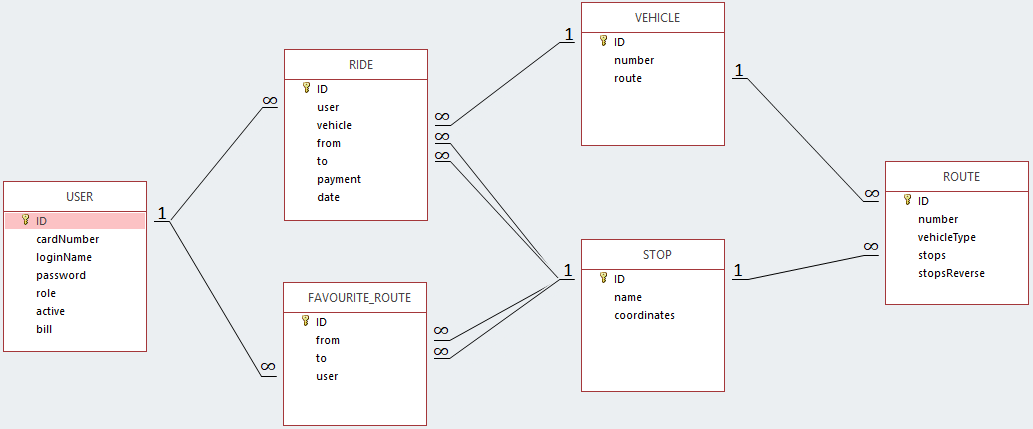 USER
ID
cardNumber
loginName
password
role
active
bill
1
∞
∞
RIDE
ID
user
vehicle
from
to
payment
date
∞
∞
∞
FAVOURITE_ROUTE
ID
from
to
user
∞
∞
1
VEHICLE
ID
number
route
1
1
STOP
ID
name
coordinates
1
∞
∞
ROUTE
ID
number
vehicleType
stops
stopsReverse